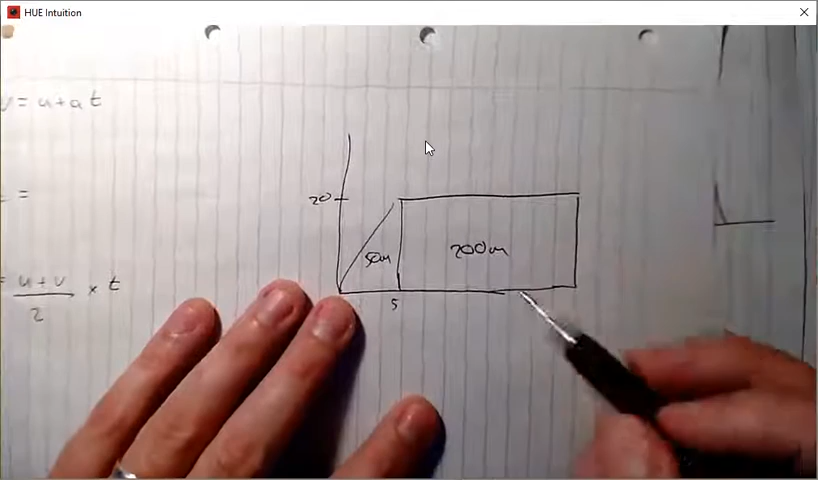 HUE Intuition
v = u + a t
=
20
50m
200m
5
= u + v / 2 × t